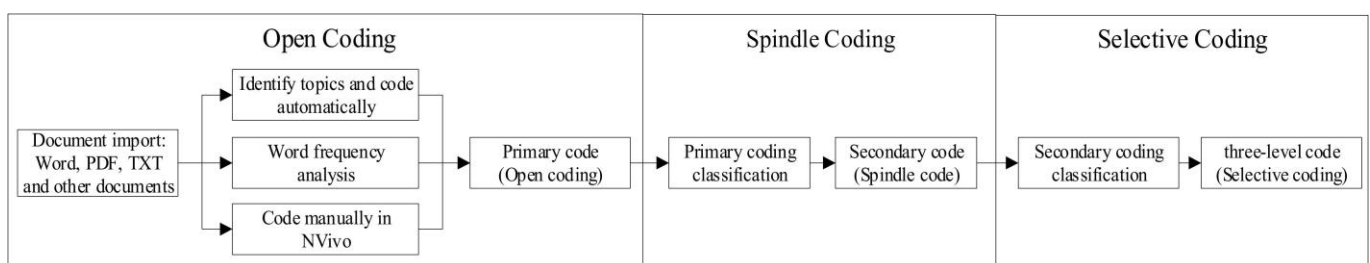 Open Coding
Document import:
Word, PDF, TXT
and other documents
Identify topics and code
automatically
Word frequency
analysis
Code manually in
NVivo
Primary code
(Open coding)
Spindle Coding
Primary coding
classification
Secondary code
(Spindle code)
Selective Coding
Secondary coding
classification
three-level code
(Selective coding)